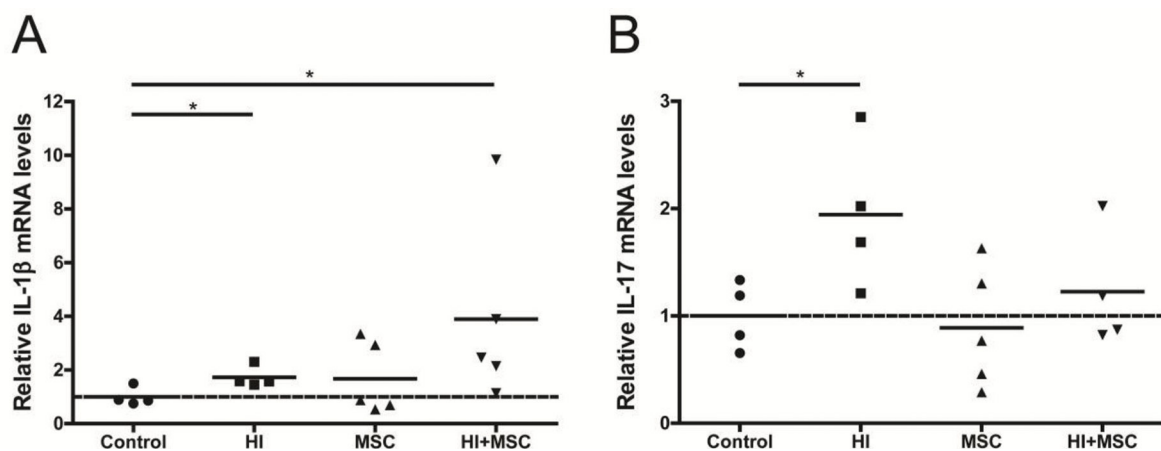 A
Relative IL-1β mRNA levels
12
10
8
6
4
2
0
*
*
Control HI MSC HI+MSC
B
Relative IL-17 mRNA levels
3
2
1
0
*
Control HI MSC HI+MSC